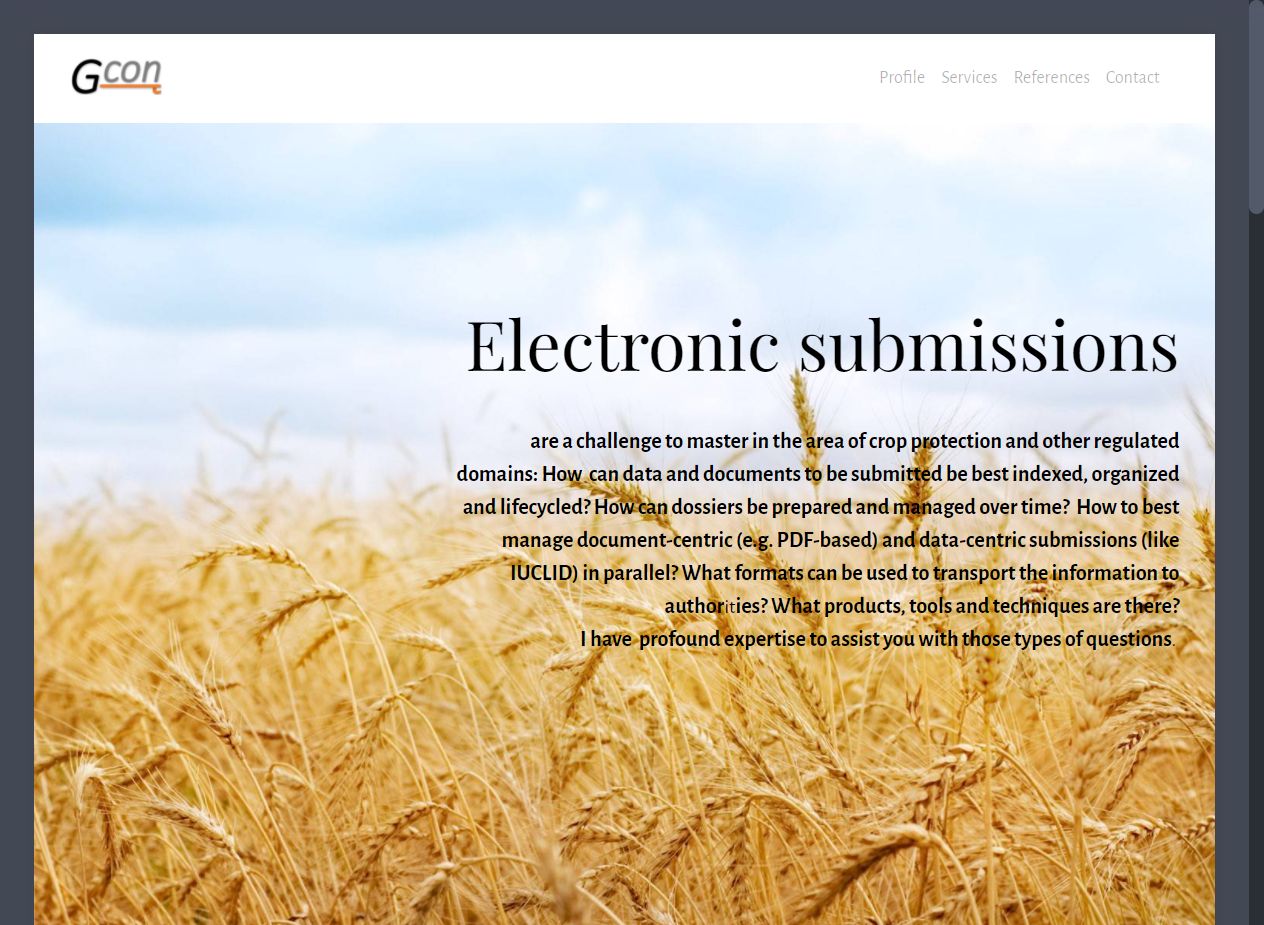 Gcon
Profile Services References Contact
Electronic submissions
are a challenge to master in the area of crop protection and other regulated
domains: How can data and documents to be submitted be best indexed, organized
and lifecycled? How can dossiers be prepared and managed over time? How to best
manage document-centric (e.g. PDF-based) and data-centric submissions (like
IUCLID) in parallel? What formats can be used to transport the information to
authorities? What products, tools and techniques are there?
I have profound expertise to assist you with those types of questions.